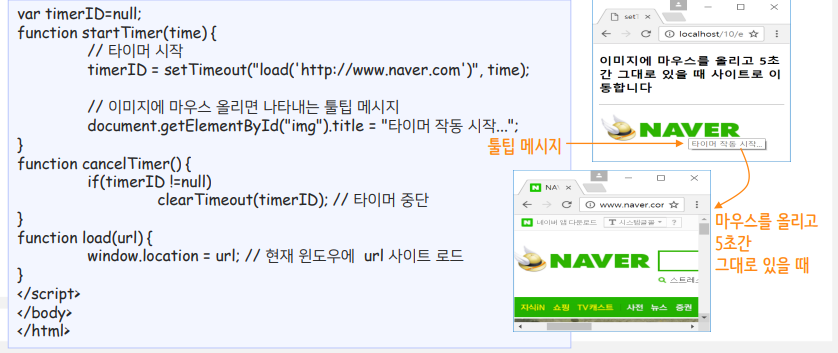 var timerID=null;
function startTimer(time) {
// 타이머 시작
timerID = setTimeout("load('http://www.naver.com')", time);
// 이미지에 마우스 올리면 나타내는 툴팁 메시지
document.getElementById("img").title = "타이머 작동 시작...";
}
function cancelTimer() {
if(timerID !=null)
clearTimeout(timerID); // 타이머 중단
}
function load(url) {
window.location = url; // 현재 윈도우에 url 사이트 로드
}
</script>
</body>
</html>
localhost/10/e
이미지에 마우스를 올리고 5초
간 그대로 있을 때 사이트로 이
동합니다
NAVER
타이머 작동 시작...
툴팁 메시지
www.naver.cor
네이버 앱 다운로드
시스템글꼴
?
NAVER
스트레스
지식iN 쇼핑 TV캐스트 사전 뉴스 증권
마우스를 올리고
5초간
그대로 있을 때